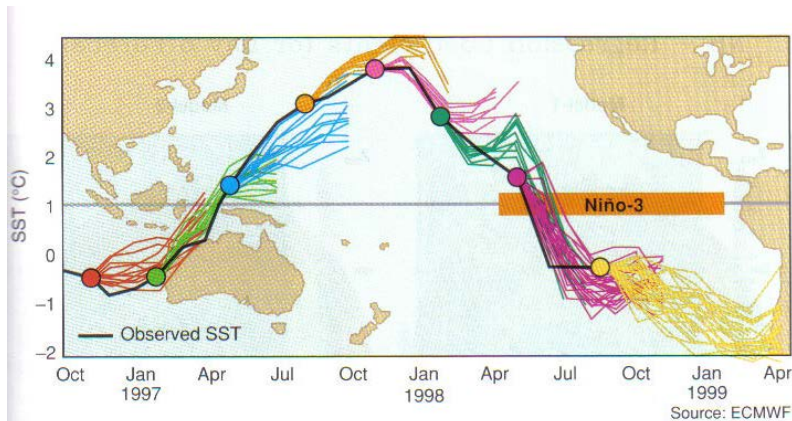 SST (°C)
4
3
2
1
0
−1
−2
Niño-3
Observed SST
Oct Jan Apr Jul Oct Jan Apr Jul Oct Jan Apr
1997 1998 1999
Source: ECMWF